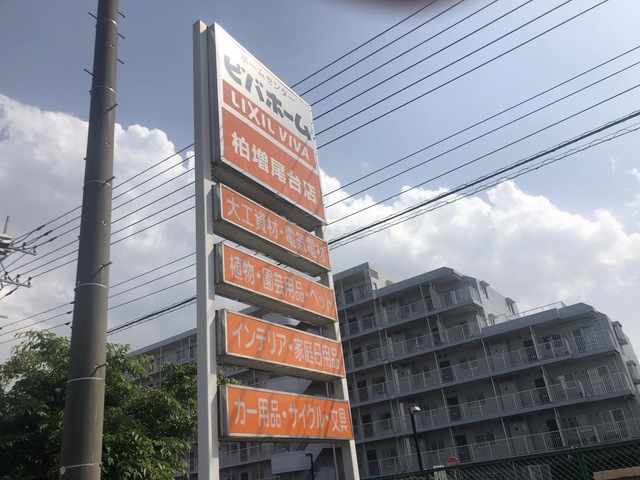 ホームセンター
ビバホーム
LIXIL VIVA
柏増尾台店
大工資材・電気電材
植物・園芸用品・ペット
インテリア・家庭日用品
カー用品・サイクル・文具